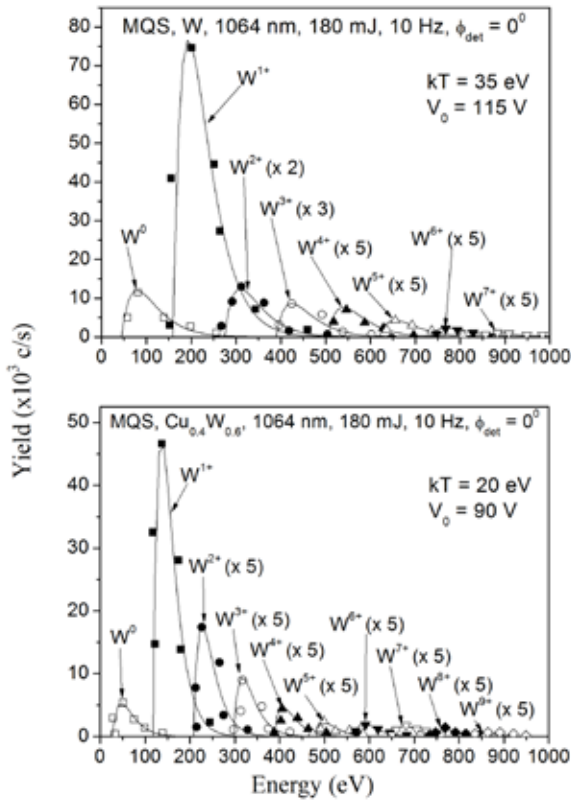 MQS, W, 1064 nm, 180 mJ, 10 Hz, ϕdet = 0⁰
kT = 35 eV
V₀ = 115 V
W¹⁺
W²⁺ (x 2)
W³⁺ (x 3)
W⁰
W⁴⁺ (x 5)
W⁵⁺ (x 5)
W⁶⁺ (x 5)
W⁷⁺ (x 5)
80
70
60
50
40
30
20
10
0
0 100 200 300 400 500 600 700 800 900 1000
Yield (x10³ c/s)
MQS, Cu₀.₄W₀.₆, 1064 nm, 180 mJ, 10 Hz, ϕdet = 0⁰
kT = 20 eV
V₀ = 90 V
W¹⁺
W²⁺ (x 5)
W⁰
W³⁺ (x 5)
W⁴⁺ (x 5)
W⁵⁺ (x 5)
W⁶⁺ (x 5)
W⁷⁺ (x 5)
W⁸⁺ (x 5)
W⁹⁺ (x 5)
50
40
30
20
10
0
0 100 200 300 400 500 600 700 800 900 1000
Energy (eV)